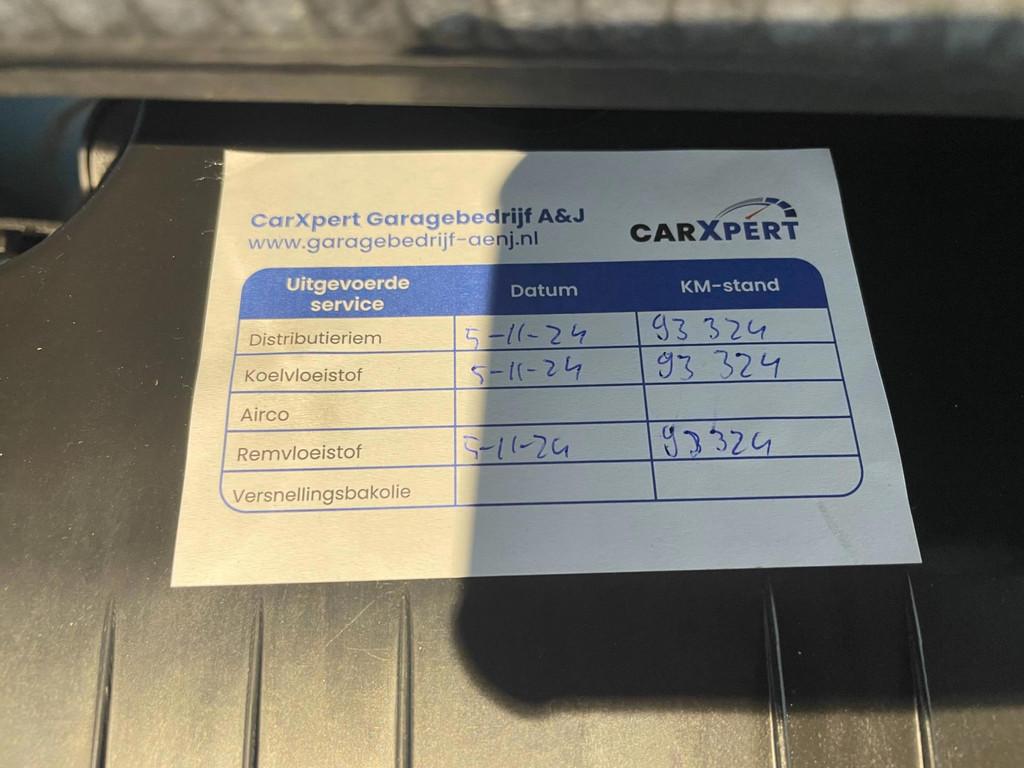 CarXpert Garagebedrijf A&J
www.garagebedrijf-aenj.nl
CARXPERT
Uitgevoerde service Datum KM-stand
Distributieriem 5-11-24 93 324
Koelvloeistof 5-11-24 93 324
Airco
Remvloeistof 5-11-24 93324
Versnellingsbakolie